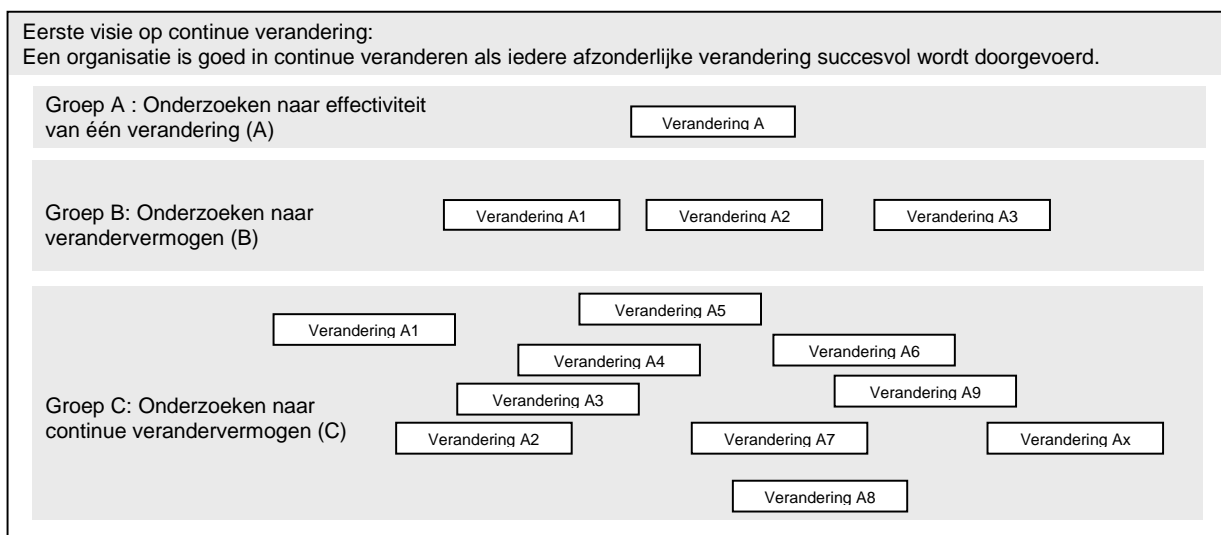 Eerste visie op continue verandering:
Een organisatie is goed in continue veranderen als iedere afzonderlijke verandering succesvol wordt doorgevoerd.
Groep A : Onderzoeken naar effectiviteit
van één verandering (A)
Verandering A
Groep B: Onderzoeken naar
verandervermogen (B)
Verandering A1
Verandering A2
Verandering A3
Groep C: Onderzoeken naar
continue verandervermogen (C)
Verandering A1
Verandering A5
Verandering A4
Verandering A6
Verandering A3
Verandering A9
Verandering A2
Verandering A7
Verandering Ax
Verandering A8